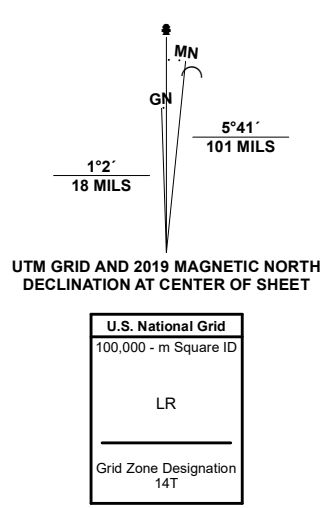 MN
GN
5°41´
101 MILS
1°2´
18 MILS
UTM GRID AND 2019 MAGNETIC NORTH
DECLINATION AT CENTER OF SHEET
U.S. National Grid
100,000 - m Square ID
LR
Grid Zone Designation
14T